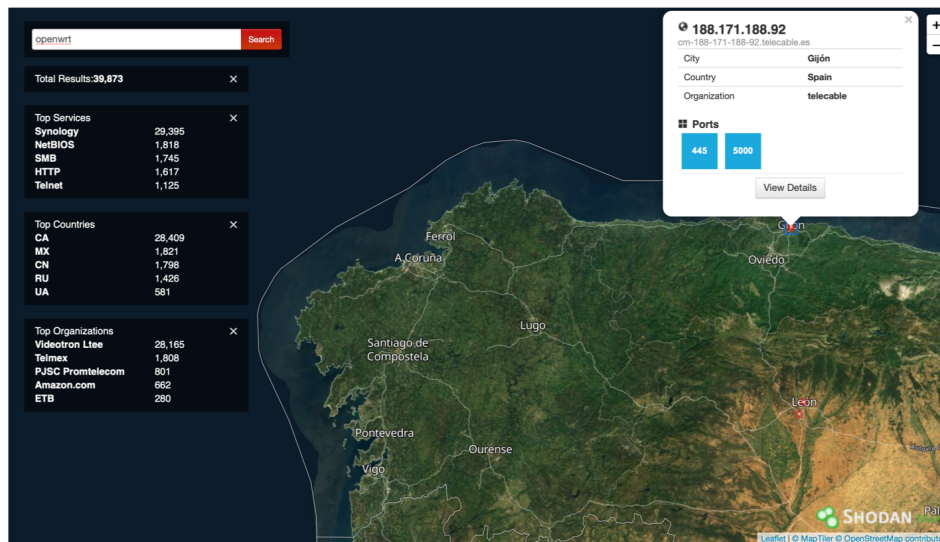 openwrt
Search
Total Results:39,873
Top Services
Synology 29,395
NetBIOS 1,818
SMB 1,745
HTTP 1,617
Telnet 1,125
Top Countries
CA 28,409
MX 1,821
CN 1,798
RU 1,426
UA 581
Top Organizations
Videotron Ltee 28,165
Telmex 1,808
PJSC Promtelecom 801
Amazon.com 662
ETB 280
188.171.188.92
cm-188-171-188-92.telecable.es
City Gijón
Country Spain
Organization telecable
Ports
445 5000
View Details
+
−
Ferrol
A Coruña
Oviedo
Lugo
Santiago de
Compostela
León
Pontevedra
Ourense
Vigo
SHODAN
Pal
Leaflet | © MapTiler © OpenStreetMap contributo